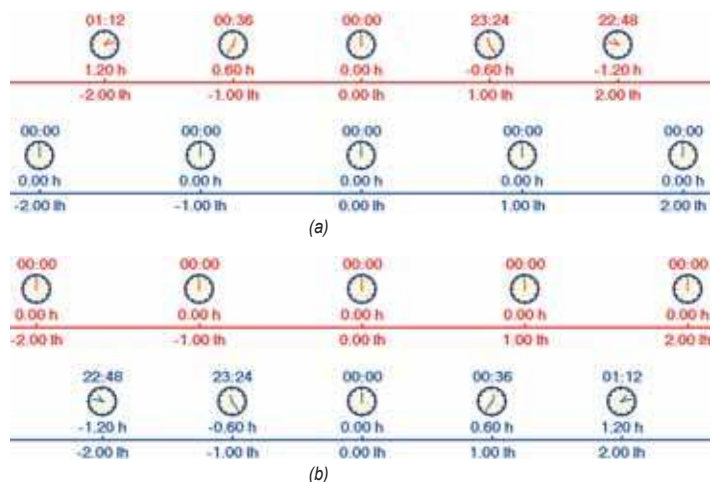 01:12 00:36 00:00 23:24 22:48
1.20 h 0.60 h 0.00 h -0.60 h -1.20 h
-2.00 lh -1.00 lh 0.00 lh 1.00 lh 2.00 lh
00:00 00:00 00:00 00:00 00:00
0.00 h 0.00 h 0.00 h 0.00 h 0.00 h
-2.00 lh -1.00 lh 0.00 lh 1.00 lh 2.00 lh
(a)
00:00 00:00 00:00 00:00 00:00
0.00 h 0.00 h 0.00 h 0.00 h 0.00 h
-2.00 lh -1.00 lh 0.00 lh 1.00 lh 2.00 lh
22:48 23:24 00:00 00:36 01:12
-1.20 h -0.60 h 0.00 h 0.60 h 1.20 h
-2.00 lh -1.00 lh 0.00 lh 1.00 lh 2.00 lh
(b)